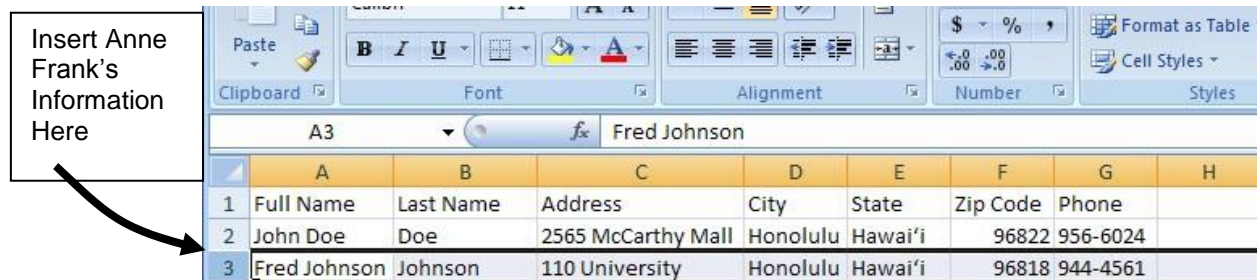 Insert Anne
Frank's
Information
Here
$ % ,
Format as Table
Paste
B I U A
.0 .00
.00 .0
Cell Styles
Clipboard Font Alignment Number Styles
A3 fx Fred Johnson
A B C D E F G H
1 Full Name Last Name Address City State Zip Code Phone
2 John Doe Doe 2565 McCarthy Mall Honolulu Hawai‘i 96822 956-6024
3 Fred Johnson Johnson 110 University Honolulu Hawai‘i 96818 944-4561